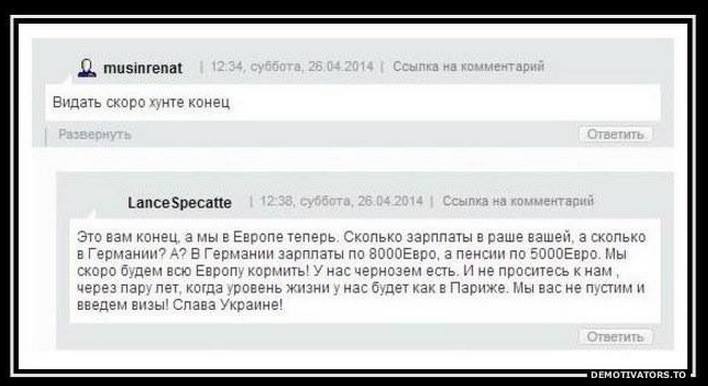 musinrenat | 12:34, суббота, 26.04.2014 | Ссылка на комментарий
Видать скоро хунте конец
Развернуть Ответить
LanceSpecatte | 12:38, суббота, 26.04.2014 | Ссылка на комментарий
Это вам конец, а мы в Европе теперь. Сколько зарплаты в раше вашей, а сколько
в Германии? А? В Германии зарплаты по 8000Евро, а пенсии по 5000Евро. Мы
скоро будем всю Европу кормить! У нас чернозем есть. И не проситесь к нам ,
через пару лет, когда уровень жизни у нас будет как в Париже. Мы вас не пустим и
введем визы! Слава Украине!
Ответить
DEMOTIVATORS.TO